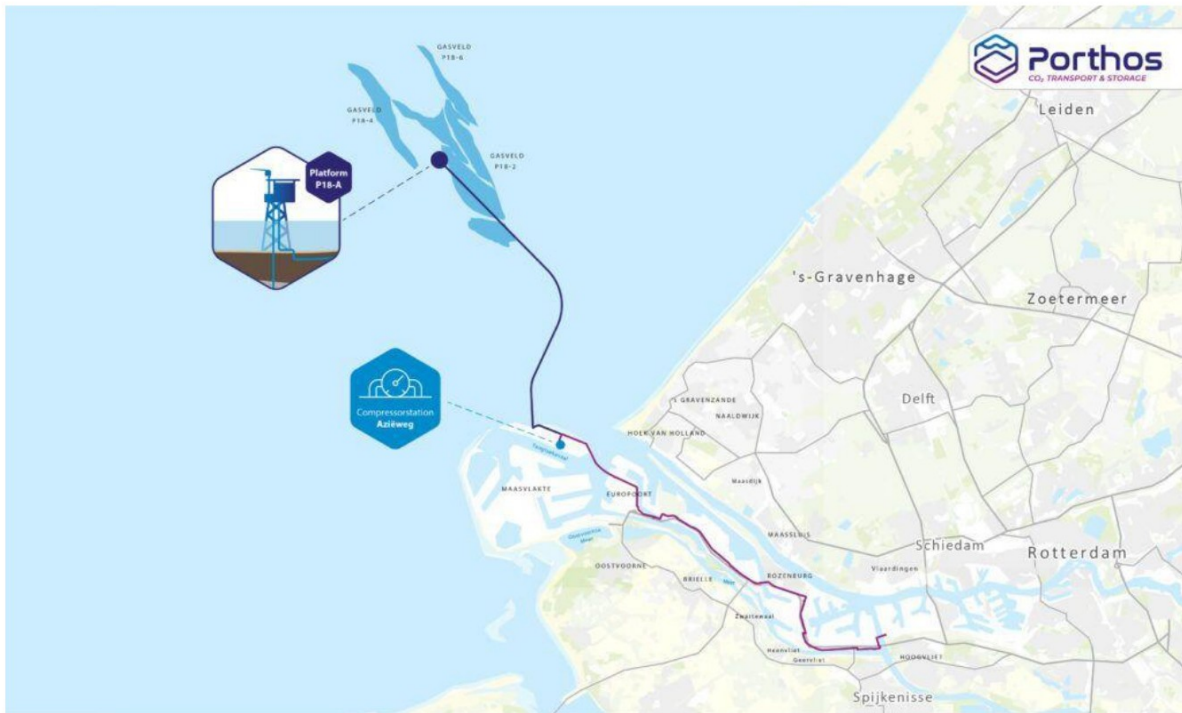 GASVELD
P18-6
GASVELD
P18-4
GASVELD
P18-2
Platform
P18-A
Porthos
CO₂ TRANSPORT & STORAGE
Leiden
's-Gravenhage
Zoetermeer
Delft
Compressorstation
Aziëweg
'S GRAVENZANDE
NAALDWIJK
HOEK VAN HOLLAND
Maasdijk
MAASVLAKTE
EUROPOORT
MAASSLUIS
Schiedam
Rotterdam
Vlaardingen
Oostvoornse
Meer
OOSTVOORNE
BRIELLE
ROZENBURG
Zwartewaal
Heenvliet
Geervliet
HOOGVLIET
Spijkenisse